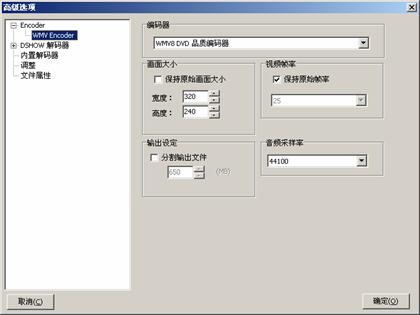 高级选项
Encoder
WMV Encoder
DSHOW 解码器
内置解码器
调整
文件属性
编码器
WMV8 DVD 品质编码器
画面大小
保持原始画面大小
宽度：
320
高度：
240
视频帧率
保持原始帧率
25
输出设定
分割输出文件
650
(MB)
音频采样率
44100
取消(C)
确定(O)